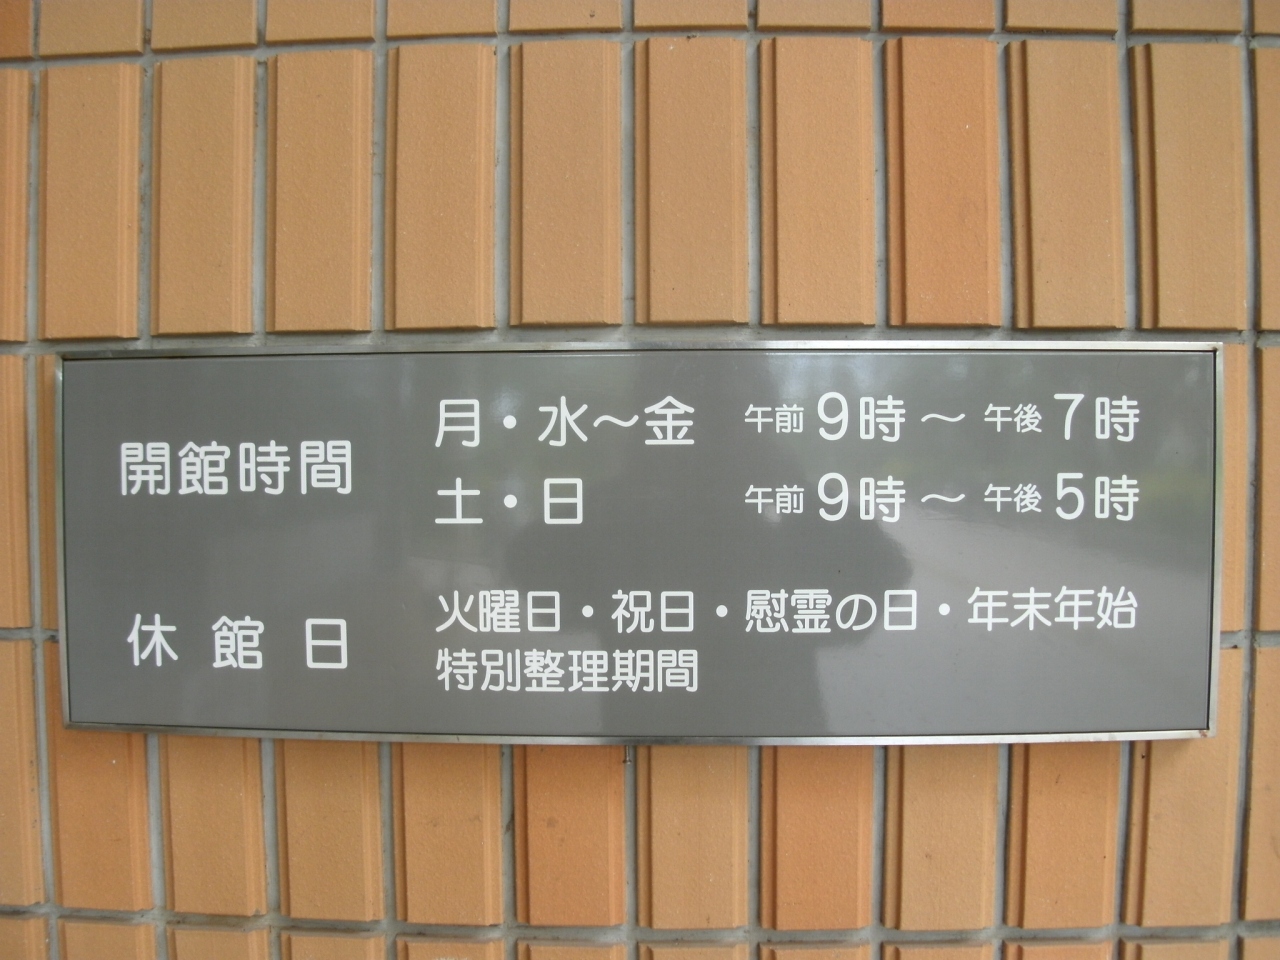 開館時間
月・水～金 午前9時～午後7時
土・日 午前9時～午後5時
休館日
火曜日・祝日・慰霊の日・年末年始
特別整理期間